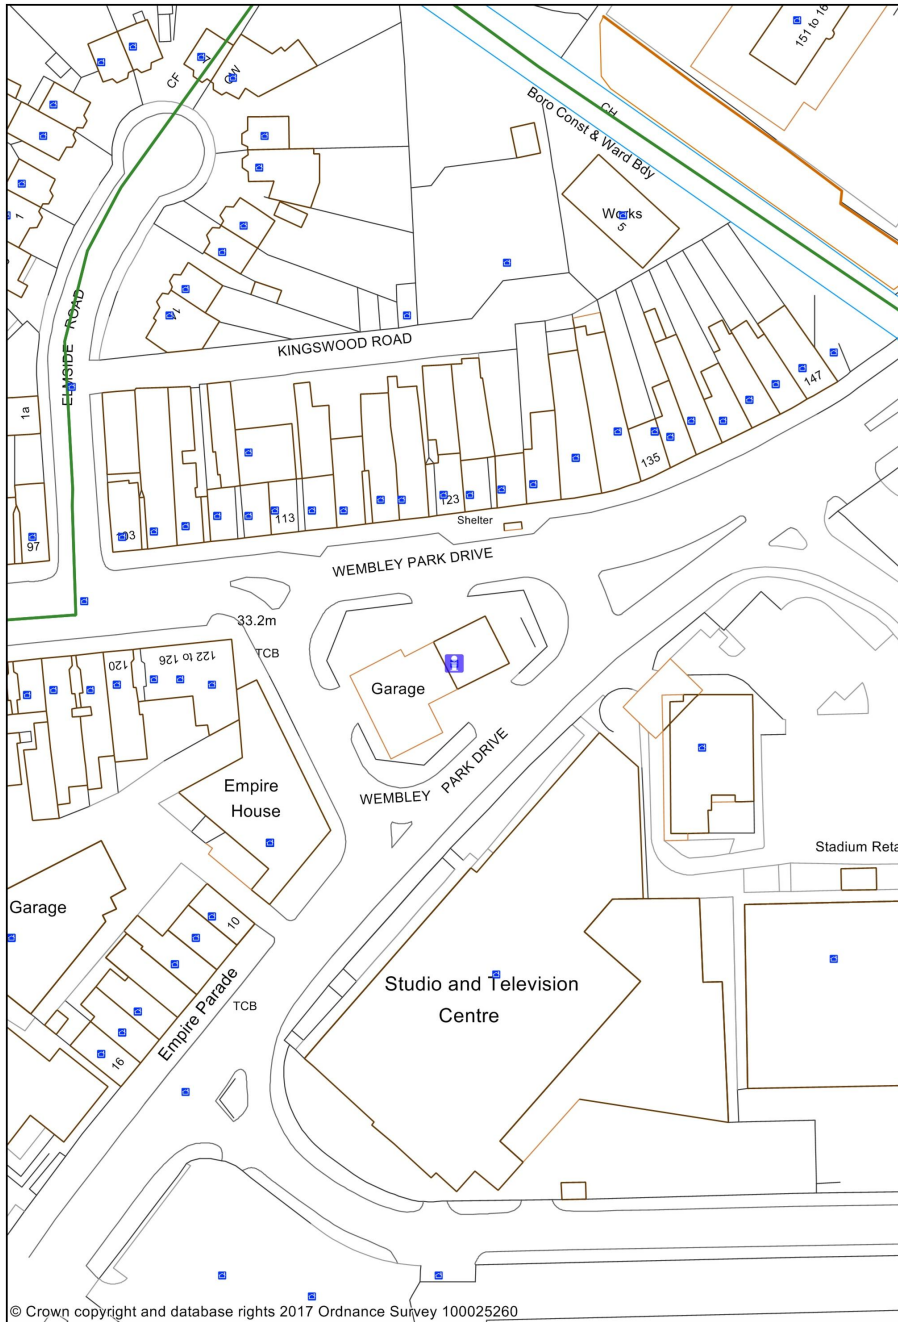 151 to 16
CF
CW
CH
Boro Const & Ward Bdy
1
Works
5
17
ELMSIDE ROAD
KINGSWOOD ROAD
1a
147
135
123
113
103
97
Shelter
WEMBLEY PARK DRIVE
33.2m
TCB
120
122 to 126
Garage
WEMBLEY PARK DRIVE
Empire
House
Stadium Reta
Garage
10
Studio and Television
Centre
TCB
Empire Parade
16
© Crown copyright and database rights 2017 Ordnance Survey 100025260